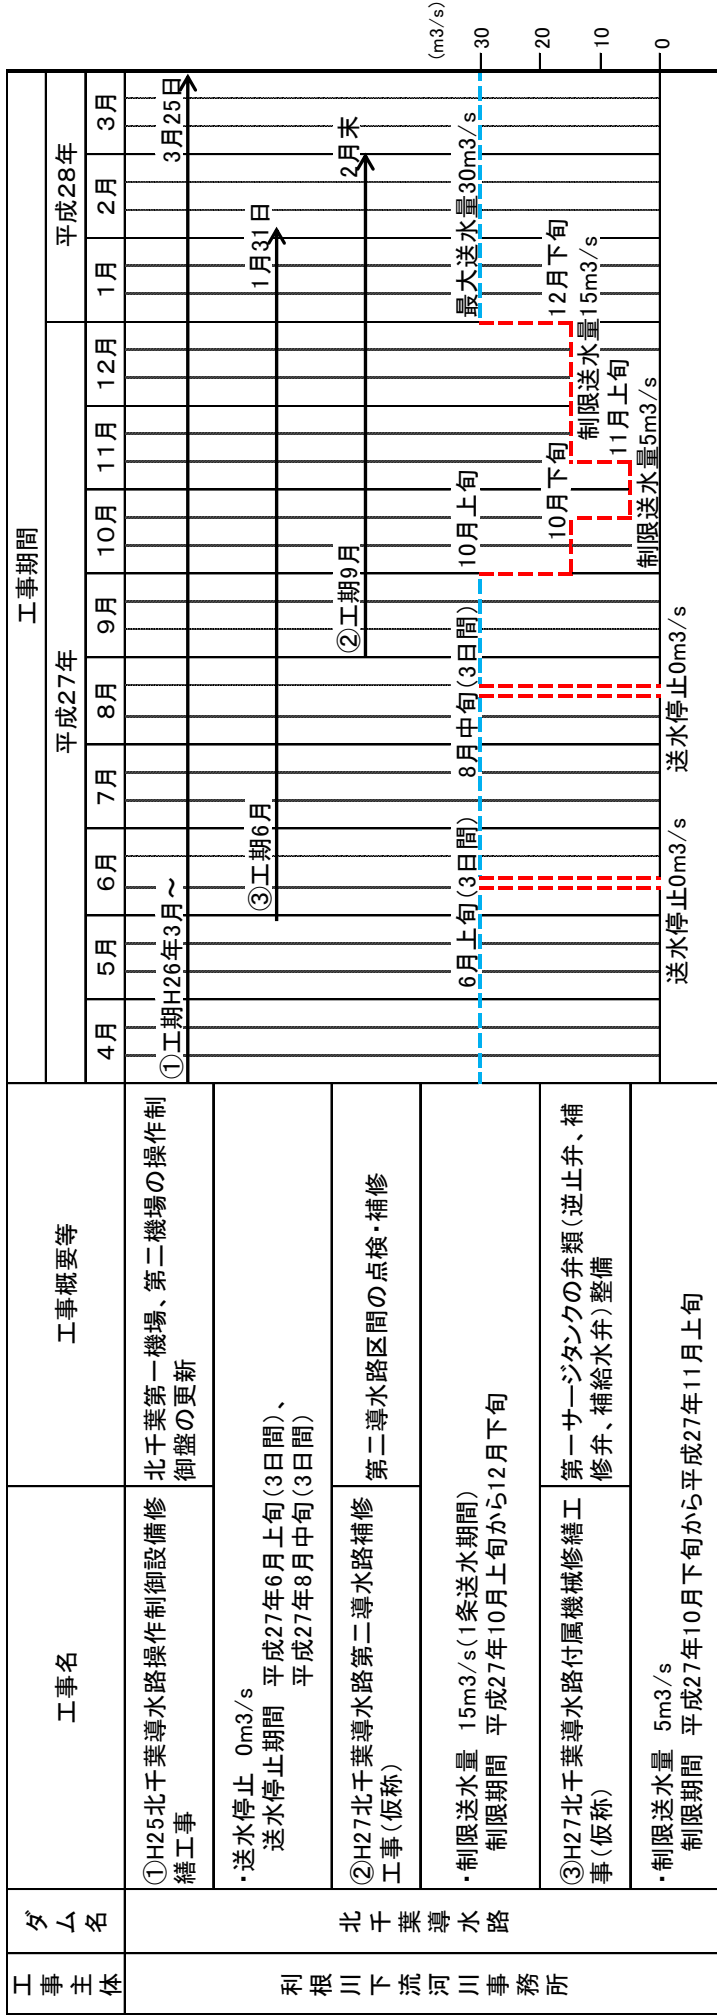 工事主体
ダム名
工事名
工事概要等
工事期間
平成27年
平成28年
4月
5月
6月
7月
8月
9月
10月
11月
12月
1月
2月
3月
利根川下流河川事務所
北千葉導水路
①H25北千葉導水路操作制御設備修
繕工事
北千葉第一機場、第二機場の操作制
御盤の更新
①工期H26年3月～
3月25日
・送水停止 0m3/s
送水停止期間 平成27年6月上旬(3日間)、
平成27年8月中旬(3日間)
③工期6月
1月31日
②H27北千葉導水路第二導水路補修
工事(仮称)
第二導水路区間の点検・補修
②工期9月
2月末
・制限送水量 15m3/s(1条送水期間)
制限期間 平成27年10月上旬から12月下旬
6月上旬(3日間)
8月中旬(3日間)
10月上旬
最大送水量30m3/s
(m3/s)
30
③H27北千葉導水路付属機械修繕工
事(仮称)
第一サージタンクの弁類(逆止弁、補
修弁、補給水弁)整備
10月下旬
12月下旬
制限送水量15m3/s
11月上旬
20
10
・制限送水量 5m3/s
制限期間 平成27年10月下旬から平成27年11月上旬
制限送水量5m3/s
送水停止0m3/s
送水停止0m3/s
0